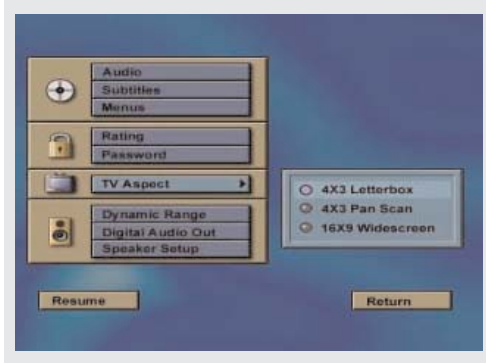 Audio
Subtitles
Menus
Rating
Password
TV Aspect
4X3 Letterbox
4X3 Pan Scan
16X9 Widescreen
Dynamic Range
Digital Audio Out
Speaker Setup
Resume
Return